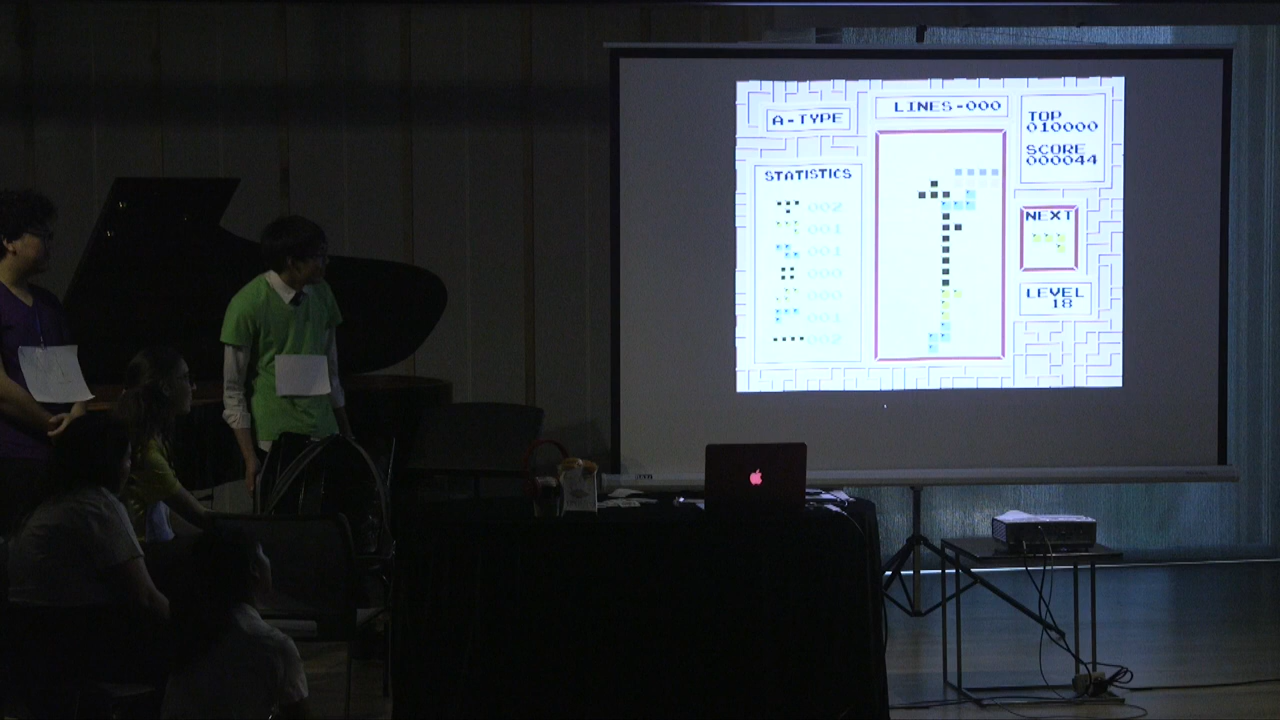 A-TYPE
LINES-000
TOP
010000
SCORE
000044
STATISTICS
002
001
001
000
000
001
002
NEXT
LEVEL
18